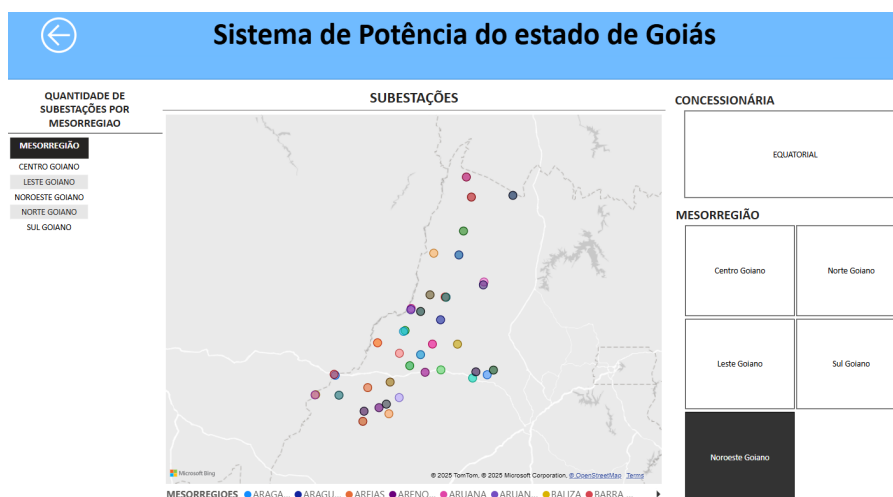 Sistema de Potência do estado de Goiás
QUANTIDADE DE
SUBESTAÇÕES POR
MESORREGIAO
MESORREGIÃO
CENTRO GOIANO
LESTE GOIANO
NOROESTE GOIANO
NORTE GOIANO
SUL GOIANO
SUBESTAÇÕES
Microsoft Bing
© 2025 TomTom, © 2025 Microsoft Corporation, © OpenStreetMap Terms
MESORREGIOES ARAGA... ARAGU... AREIAS ARENO... ARUANA ARUAN... BALIZA BARRA ...
CONCESSIONÁRIA
EQUATORIAL
MESORREGIÃO
Centro Goiano
Norte Goiano
Leste Goiano
Sul Goiano
Noroeste Goiano